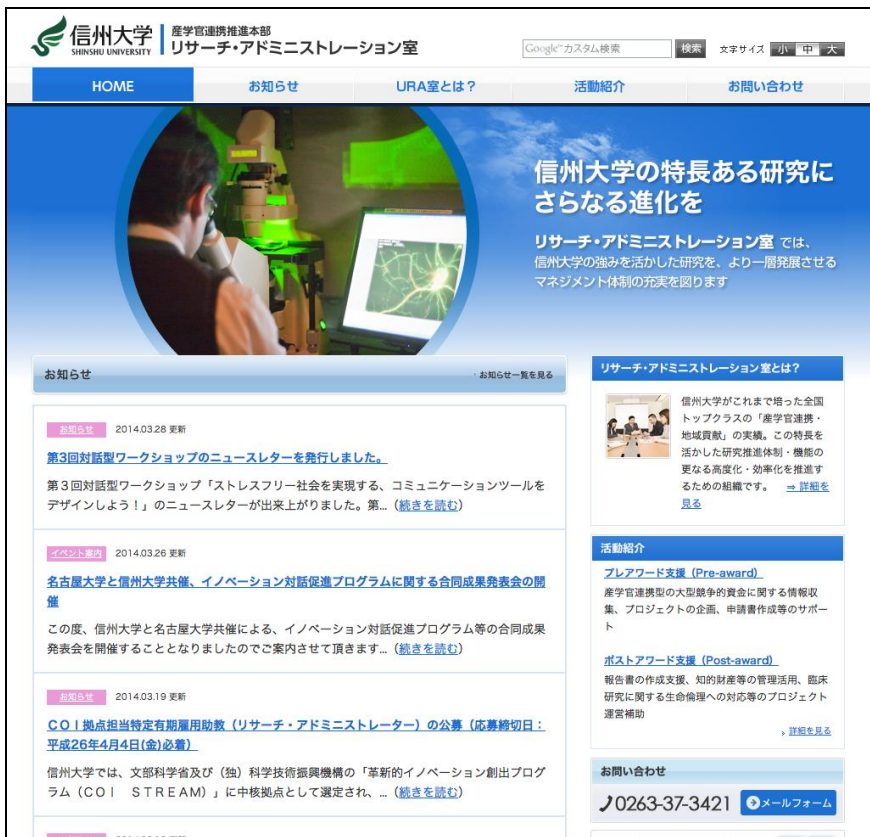 信州大学
SHINSHU UNIVERSITY
産学官連携推進本部
リサーチ・アドミニストレーション室
Google カスタム検索
検索
文字サイズ 小 中 大
HOME
お知らせ
URA室とは？
活動紹介
お問い合わせ
信州大学の特長ある研究に
さらなる進化を
リサーチ・アドミニストレーション室 では、
信州大学の強みを活かした研究を、より一層発展させる
マネジメント体制の充実を図ります
お知らせ
お知らせ一覧を見る
お知らせ 2014.03.28 更新
第3回対話型ワークショップのニュースレターを発行しました。
第３回対話型ワークショップ「ストレスフリー社会を実現する、コミュニケーションツールを
デザインしよう！」のニュースレターが出来上がりました。第...（続きを読む）
イベント案内 2014.03.26 更新
名古屋大学と信州大学共催、イノベーション対話促進プログラムに関する合同成果発表会の開
催
この度、信州大学と名古屋大学共催による、イノベーション対話促進プログラム等の合同成果
発表会を開催することとなりましたのでご案内させて頂きます...（続きを読む）
お知らせ 2014.03.19 更新
ＣＯＩ拠点担当特定有期雇用助教（リサーチ・アドミニストレーター）の公募（応募締切日：
平成26年4月4日(金)必着）
信州大学では、文部科学省及び（独）科学技術振興機構の「革新的イノベーション創出プログ
ラム（ＣＯＩ　ＳＴＲＥＡＭ）」に中核拠点として選定され、...（続きを読む）
リサーチ・アドミニストレーション室とは？
信州大学がこれまで培った全国
トップクラスの「産学官連携・
地域貢献」の実績。この特長を
活かした研究推進体制・機能の
更なる高度化・効率化を推進す
るための組織です。 ⇒ 詳細を
見る
活動紹介
プレアワード支援（Pre-award）
産学官連携型の大型競争的資金に関する情報収
集、プロジェクトの企画、申請書作成等のサポー
ト
ポストアワード支援（Post-award）
報告書の作成支援、知的財産等の管理活用、臨床
研究に関する生命倫理への対応等のプロジェクト
運営補助
詳細を見る
お問い合わせ
0263-37-3421
メールフォーム